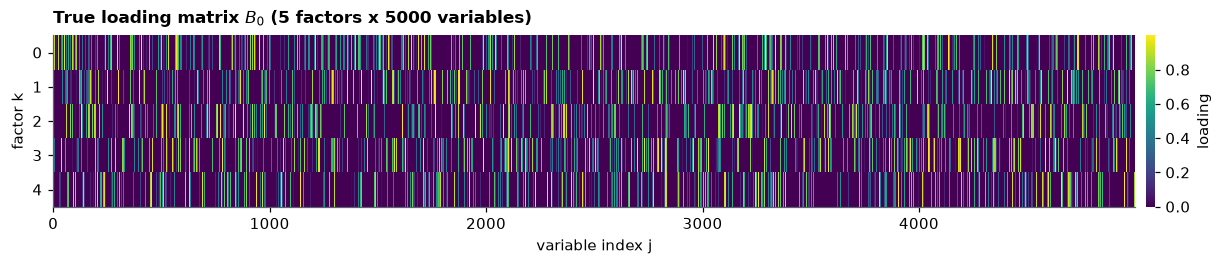 True loading matrix $B_0$ (5 factors x 5000 variables)
factor k
0
1
2
3
4
0 1000 2000 3000 4000
variable index j
0.8
0.6
0.4
0.2
0.0
loading